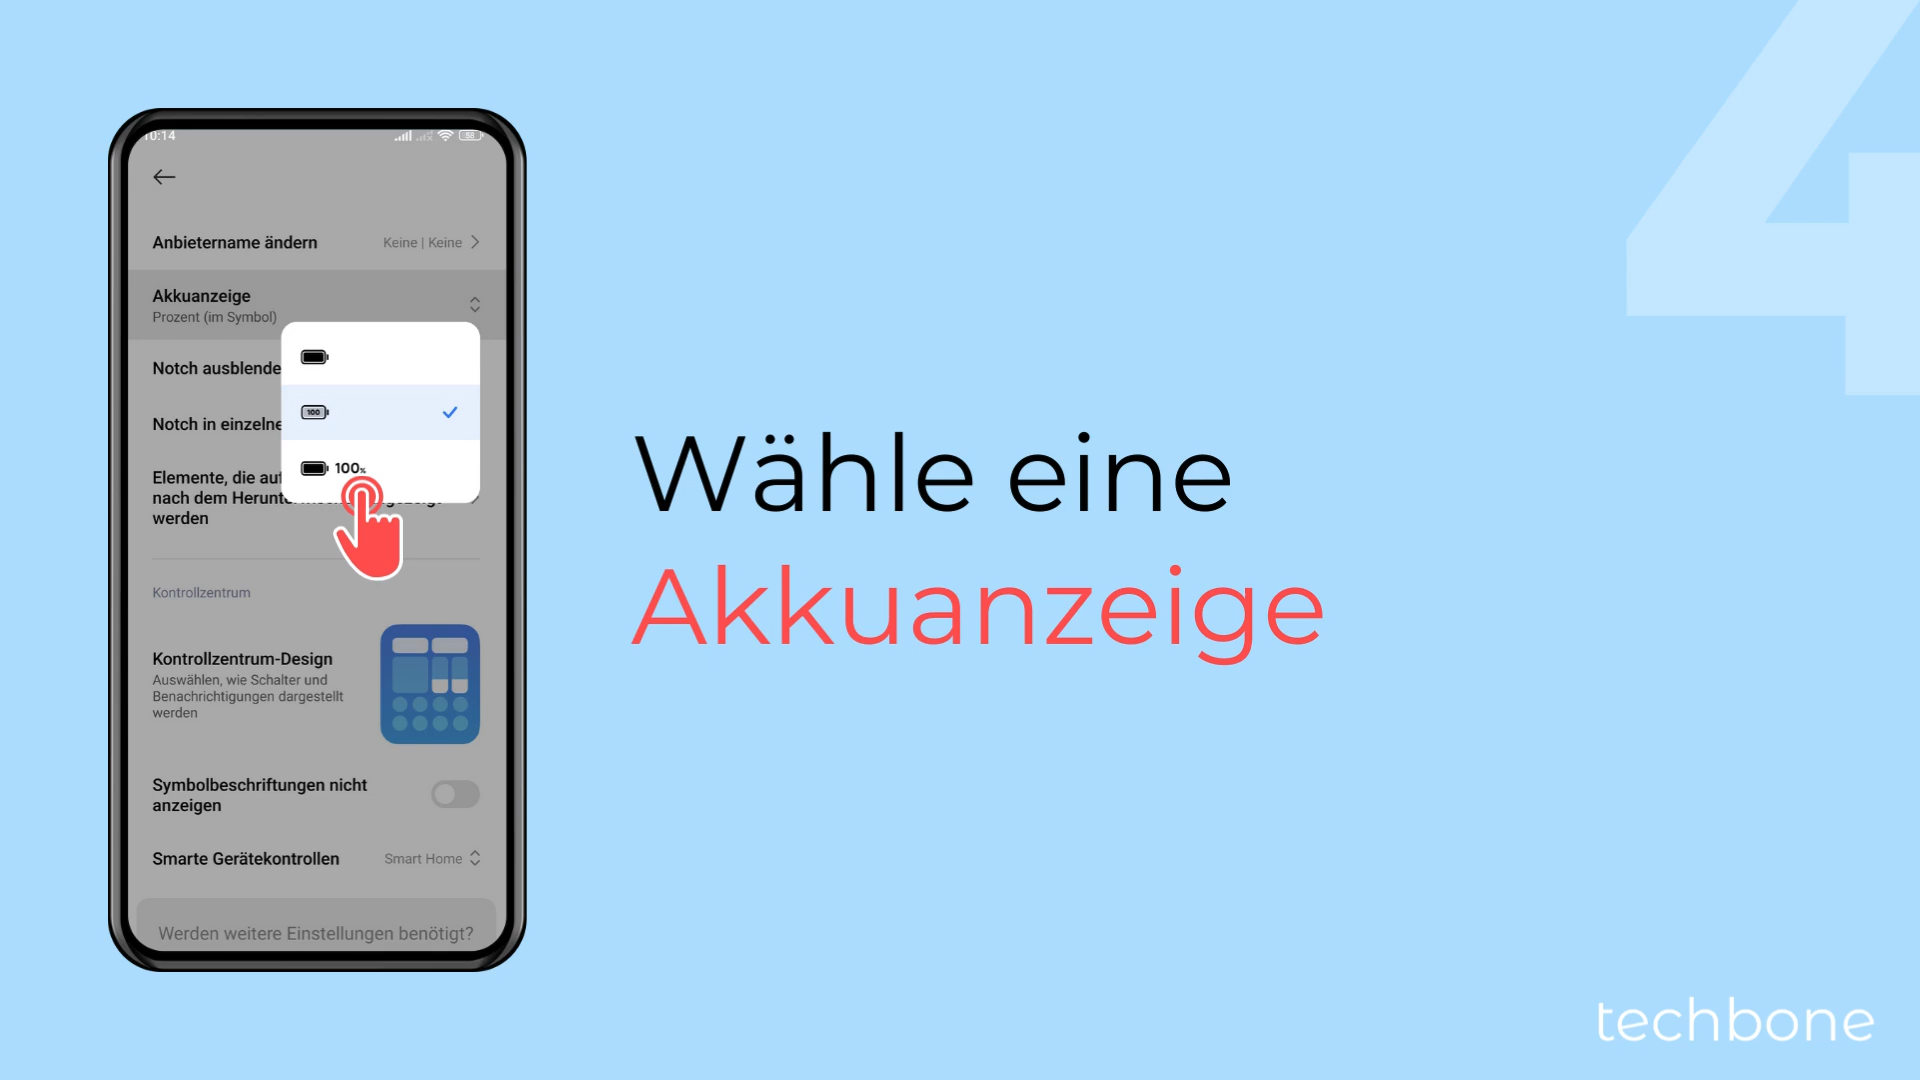 10:14
58
Anbietername ändern
Keine | Keine
Akkuanzeige
Prozent (im Symbol)
Notch ausblende
100
Notch in einzelne
100%
Elemente, die auf
nach dem Herunt
werden
Kontrollzentrum
Kontrollzentrum-Design
Auswählen, wie Schalter und
Benachrichtigungen dargestellt
werden
Symbolbeschriftungen nicht
anzeigen
Smarte Gerätekontrollen
Smart Home
Werden weitere Einstellungen benötigt?
Wähle eine
Akkuanzeige
4
techbone